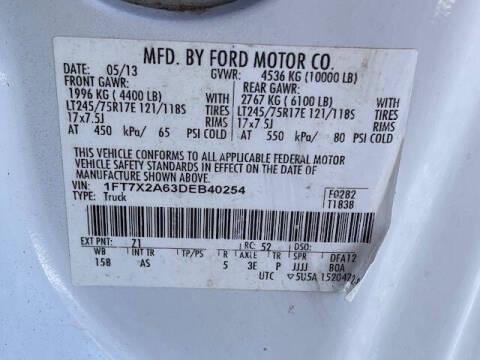 MFD. BY FORD MOTOR CO.
DATE: 05/13 GVWR: 4536 KG (10000 LB)
FRONT GAWR: REAR GAWR:
1996 KG ( 4400 LB) WITH 2767 KG ( 6100 LB) WITH
LT245/75R17E 121/118S TIRES LT245/75R17E 121/118S TIRES
17x7.5J RIMS 17x7.5J RIMS
AT 450 kPa/ 65 PSI COLD AT 550 kPa/ 80 PSI COLD
THIS VEHICLE CONFORMS TO ALL APPLICABLE FEDERAL MOTOR
VEHICLE SAFETY STANDARDS IN EFFECT ON THE DATE OF
MANUFACTURE SHOWN ABOVE.
VIN: 1FT7X2A63DEB40254 F0282
TYPE: Truck T1838
EXT PNT: Z1 RC: 52 DSO:
WB INT TR TP/PS R AXLE TR SPR DFA12
158 AS 5 3E P JJJJ BOA
UTC ▽5U5A 1520472